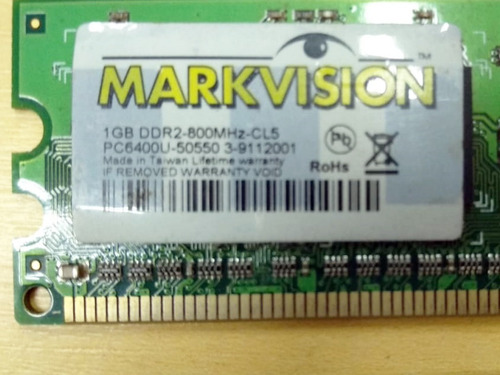 MARKVISION™
1GB DDR2-800MHz-CL5
PC6400U-50550 3-9112001
Made in Taiwan Lifetime warranty
IF REMOVED WARRANTY VOID
Pb
RoHs